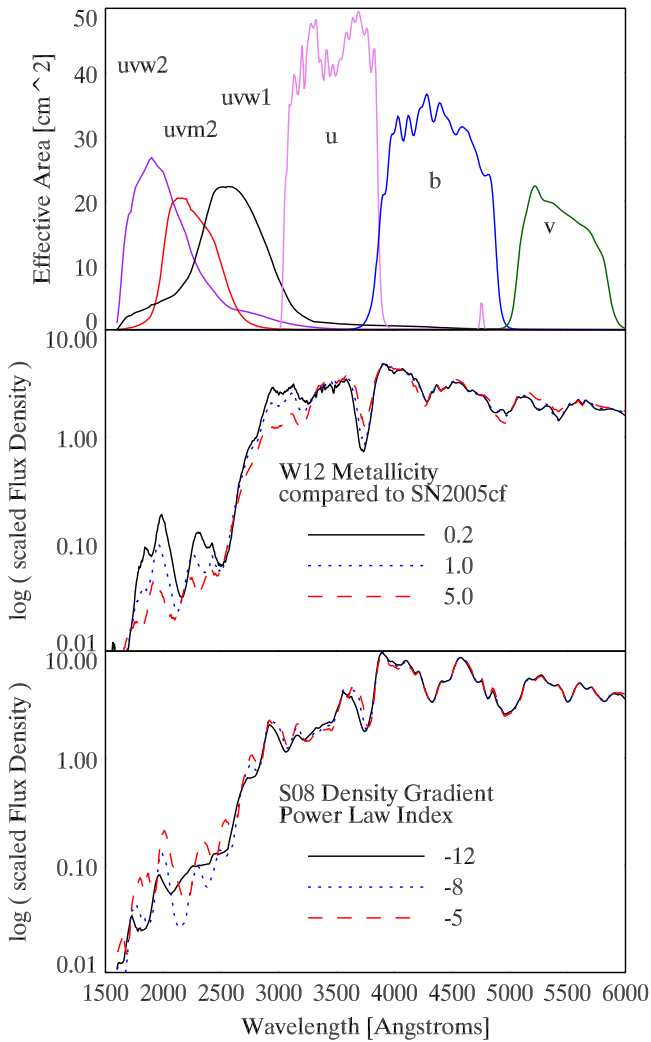 50
40
30
20
10
0
Effective Area [cm^2]
uvw2
uvm2
uvw1
u
b
v
10.00
1.00
0.10
0.01
log ( scaled Flux Density )
W12 Metallicity
compared to SN2005cf
0.2
1.0
5.0
10.00
1.00
0.10
0.01
log ( scaled Flux Density )
S08 Density Gradient
Power Law Index
-12
-8
-5
1500 2000 2500 3000 3500 4000 4500 5000 5500 6000
Wavelength [Angstroms]